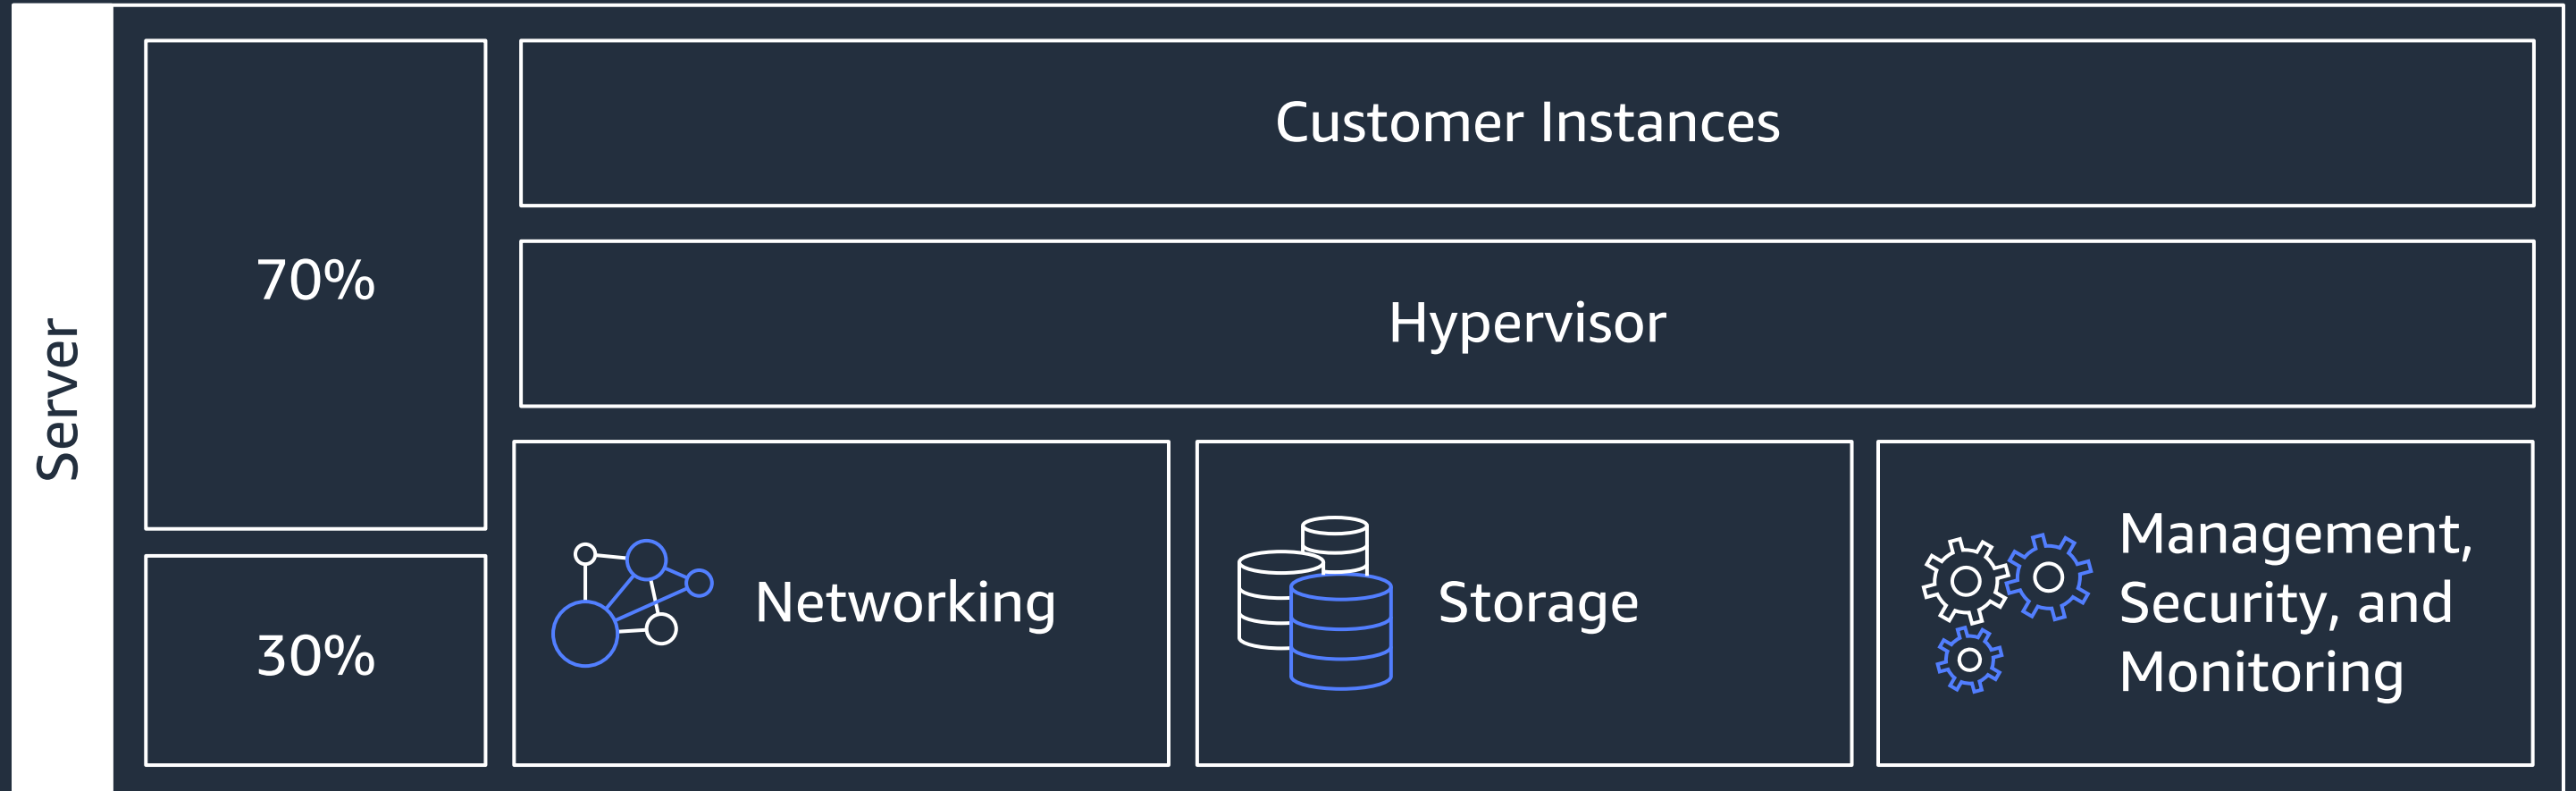 Server
70%
30%
Customer Instances
Hypervisor
Networking
Storage
Management,
Security, and
Monitoring